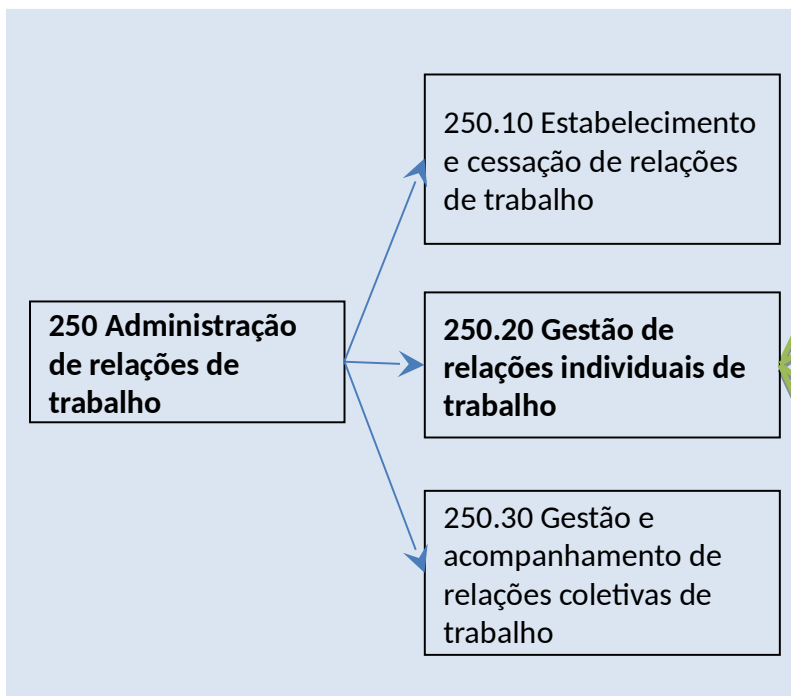 250.10 Estabelecimento
e cessação de relações
de trabalho
250 Administração
de relações de
trabalho
250.20 Gestão de
relações individuais de
trabalho
250.30 Gestão e
acompanhamento de
relações coletivas de
trabalho